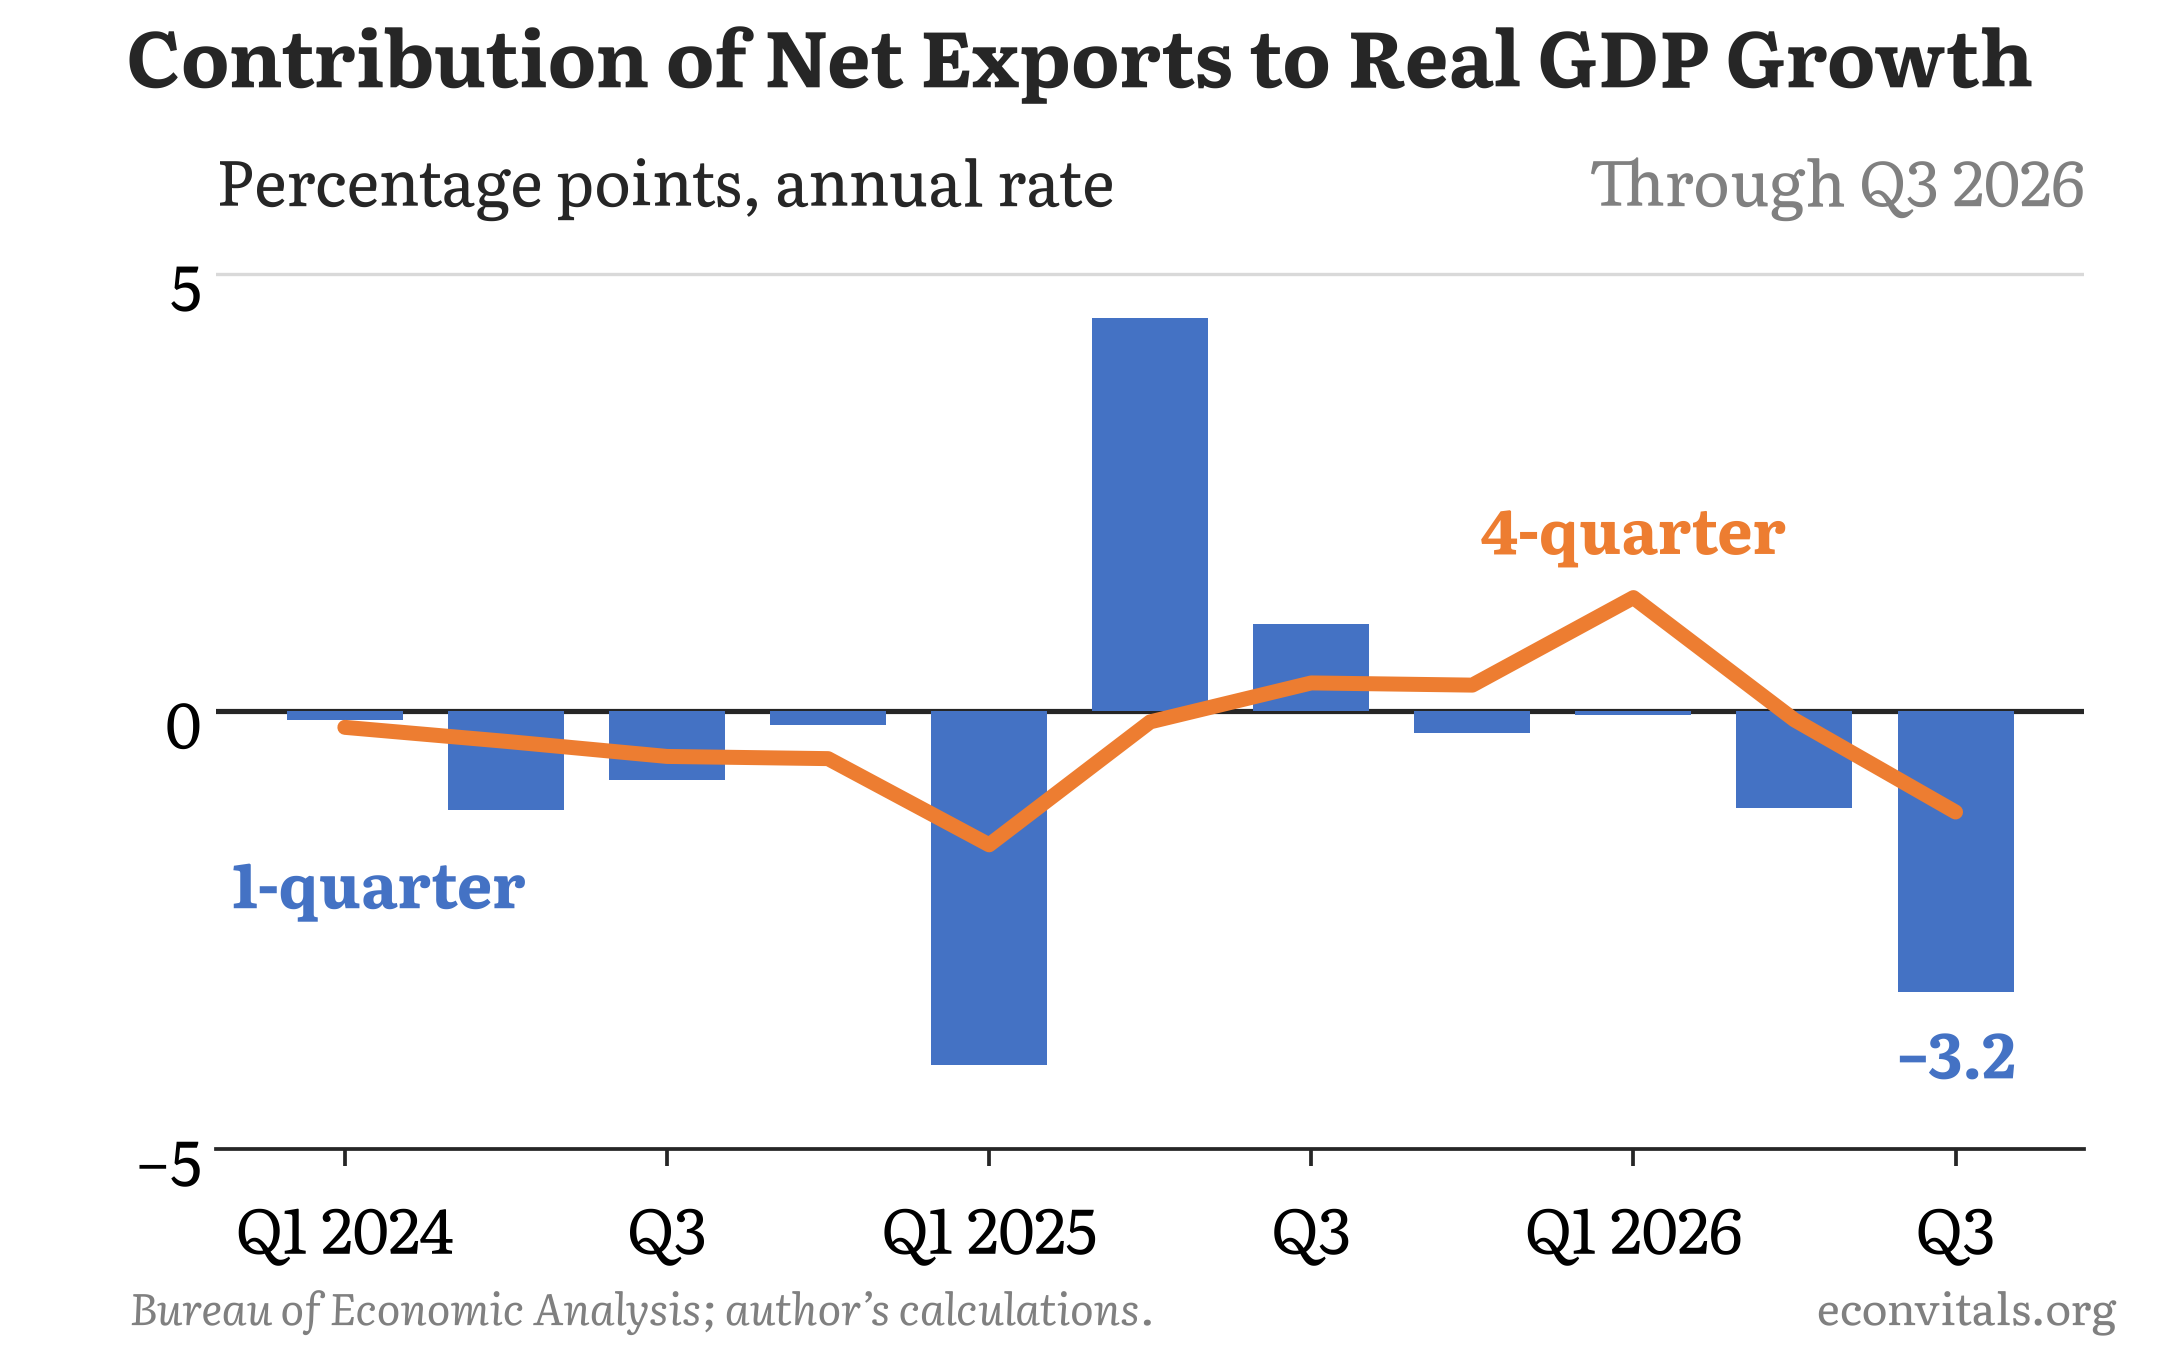 Contribution of Net Exports to Real GDP Growth
Percentage points, annual rate
Through Q3 2026
5
4-quarter
0
1-quarter
−3.2
−5
Q1 2024 Q3 Q1 2025 Q3 Q1 2026 Q3
Bureau of Economic Analysis; author’s calculations.
econvitals.org